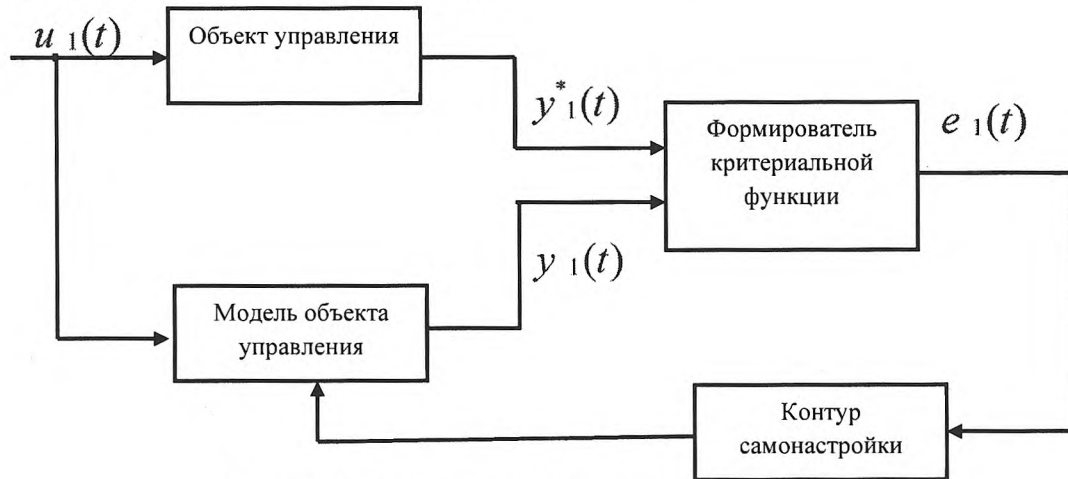 u 1(t)
Объект управления
y*1(t)
Формирователь
критериальной
функции
e 1(t)
y 1(t)
Модель объекта
управления
Контур
самонастройки